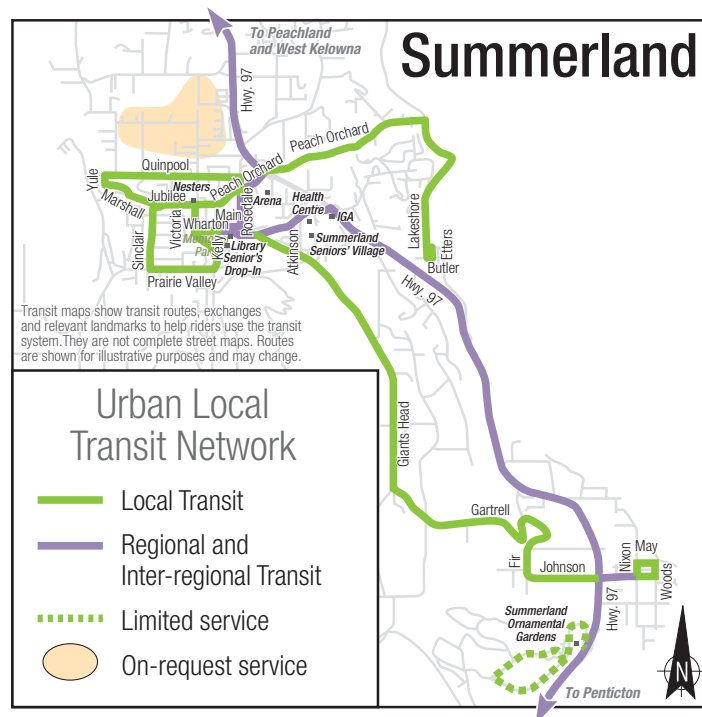 To Peachland
and West Kelowna
Summerland
Hwy. 97
Peach Orchard
Quinpool
Yule
Nesters
Peach Orchard
Jubilee
Marshall
Arena
Rosedale
Health
Centre
IGA
Main
Victoria
Wharton
Sinclair
Kelly
Library
Senior's
Drop-In
Atkinson
Summerland
Seniors' Village
Lakeshore
Etters
Butler
Prairie Valley
Hwy. 97
Transit maps show transit routes, exchanges
and relevant landmarks to help riders use the transit
system.They are not complete street maps. Routes
are shown for illustrative purposes and may change.
Giants Head
Urban Local
Transit Network
Local Transit
Regional and
Inter-regional Transit
Limited service
On-request service
Gartrell
Fir
Johnson
Nixon
May
Woods
Hwy. 97
Summerland
Ornamental
Gardens
To Penticton
N